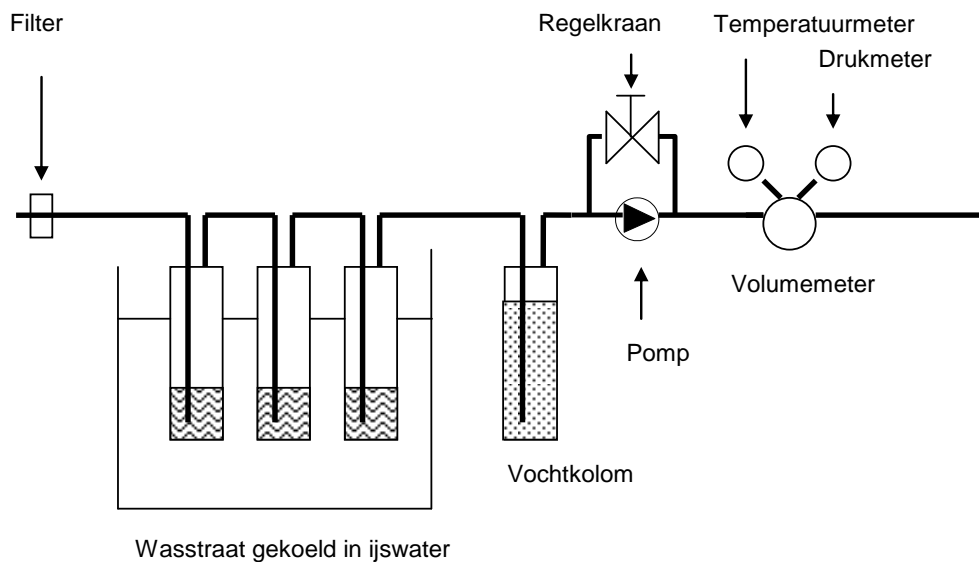 Filter
Regelkraan
Temperatuurmeter
Drukmeter
Volumemeter
Pomp
Vochtkolom
Wasstraat gekoeld in ijswater